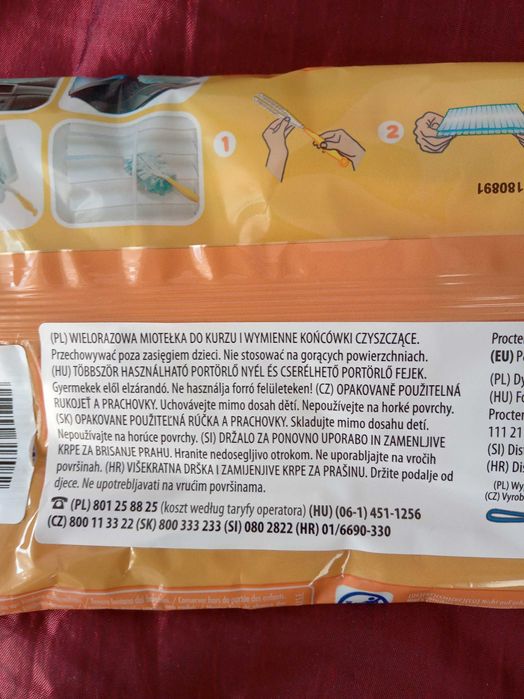 1
2
180891
(PL) WIELORAZOWA MIOTEŁKA DO KURZU I WYMIENNE KOŃCÓWKI CZYSZCZĄCE.
Przechowywać poza zasięgiem dzieci. Nie stosować na gorących powierzchniach.
(HU) TÖBBSZÖR HASZNÁLHATÓ PORTÖRLŐ NYÉL ÉS CSERÉLHETŐ PORTÖRLŐ FEJEK.
Gyermekek elől elzárandó. Ne használja forró felületeken! (CZ) OPAKOVANĚ POUŽITELNÁ
RUKOJEŤ A PRACHOVKY. Uchovávejte mimo dosah dětí. Nepoužívejte na horké povrchy.
(SK) OPAKOVANE POUŽITEĽNÁ RÚČKA A PRACHOVKY. Skladujte mimo dosahu detí.
Nepoužívajte na horúce povrchy. (SI) DRŽALO ZA PONOVNO UPORABO IN ZAMENLJIVE
KRPE ZA BRISANJE PRAHU. Hranite nedosegljivo otrokom. Ne uporabljajte na vročih
površinah. (HR) VIŠEKRATNA DRŠKA I ZAMJENJIVE KRPE ZA PRAŠINU. Držite podalje od
djece. Ne upotrebljavati na vrućim površinama.
☎ (PL) 801 25 88 25 (koszt według taryfy operatora) (HU) (06-1) 451-1256
(CZ) 800 11 33 22 (SK) 800 333 233 (SI) 080 2822 (HR) 01/6690-330
Procte
(EU) P
(PL) Dy
(HU) Fo
Procter
111 21
(SI) Dist
(HR) Dis
(PL) Wy
(CZ) Vyrob